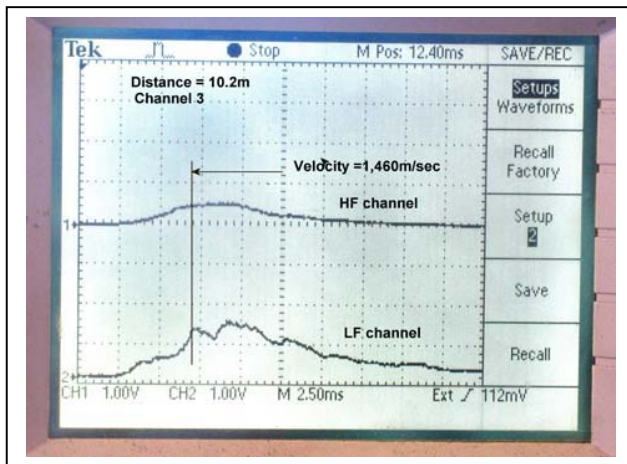 Tek Stop M Pos: 12.40ms SAVE/REC
Distance = 10.2m
Channel 3
Setups
Waveforms
Velocity =1,460m/sec
Recall
Factory
HF channel
1
Setup
2
Save
LF channel
Recall
2
CH1 1.00V CH2 1.00V M 2.50ms Ext 112mV